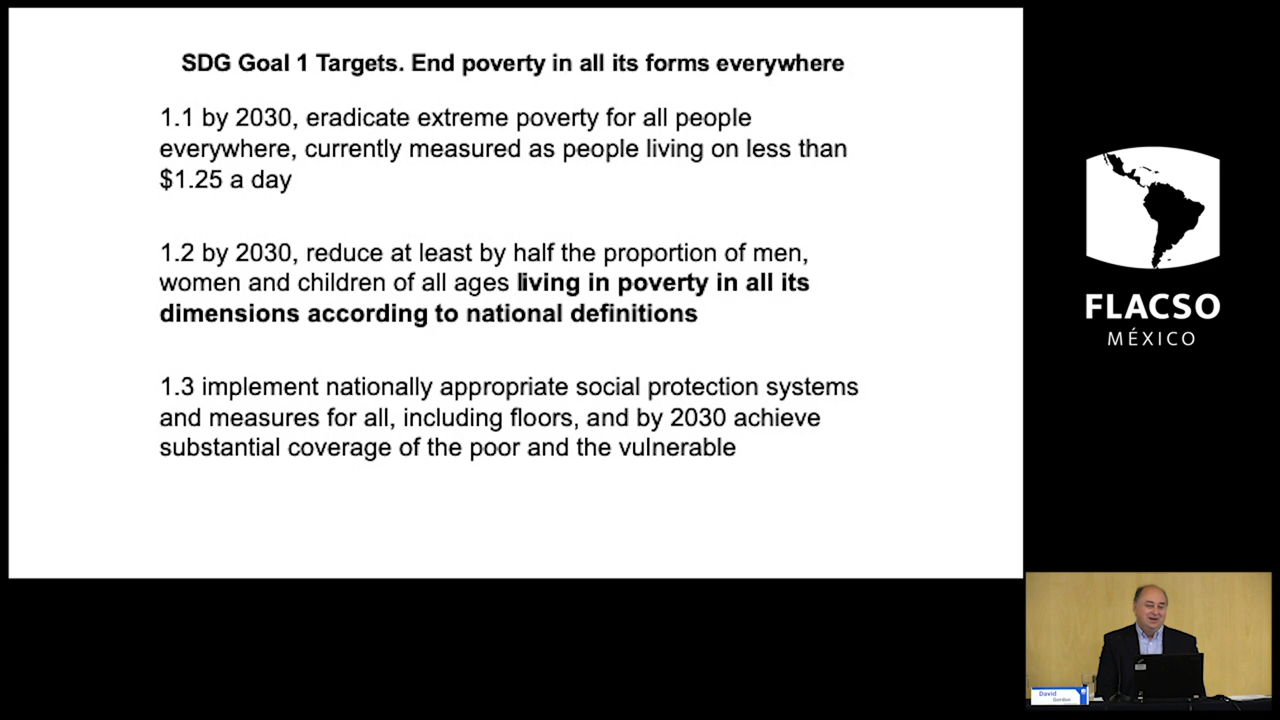 SDG Goal 1 Targets. End poverty in all its forms everywhere
1.1 by 2030, eradicate extreme poverty for all people
everywhere, currently measured as people living on less than
$1.25 a day
1.2 by 2030, reduce at least by half the proportion of men,
women and children of all ages living in poverty in all its
dimensions according to national definitions
1.3 implement nationally appropriate social protection systems
and measures for all, including floors, and by 2030 achieve
substantial coverage of the poor and the vulnerable
FLACSO
MÉXICO
David
Gordon